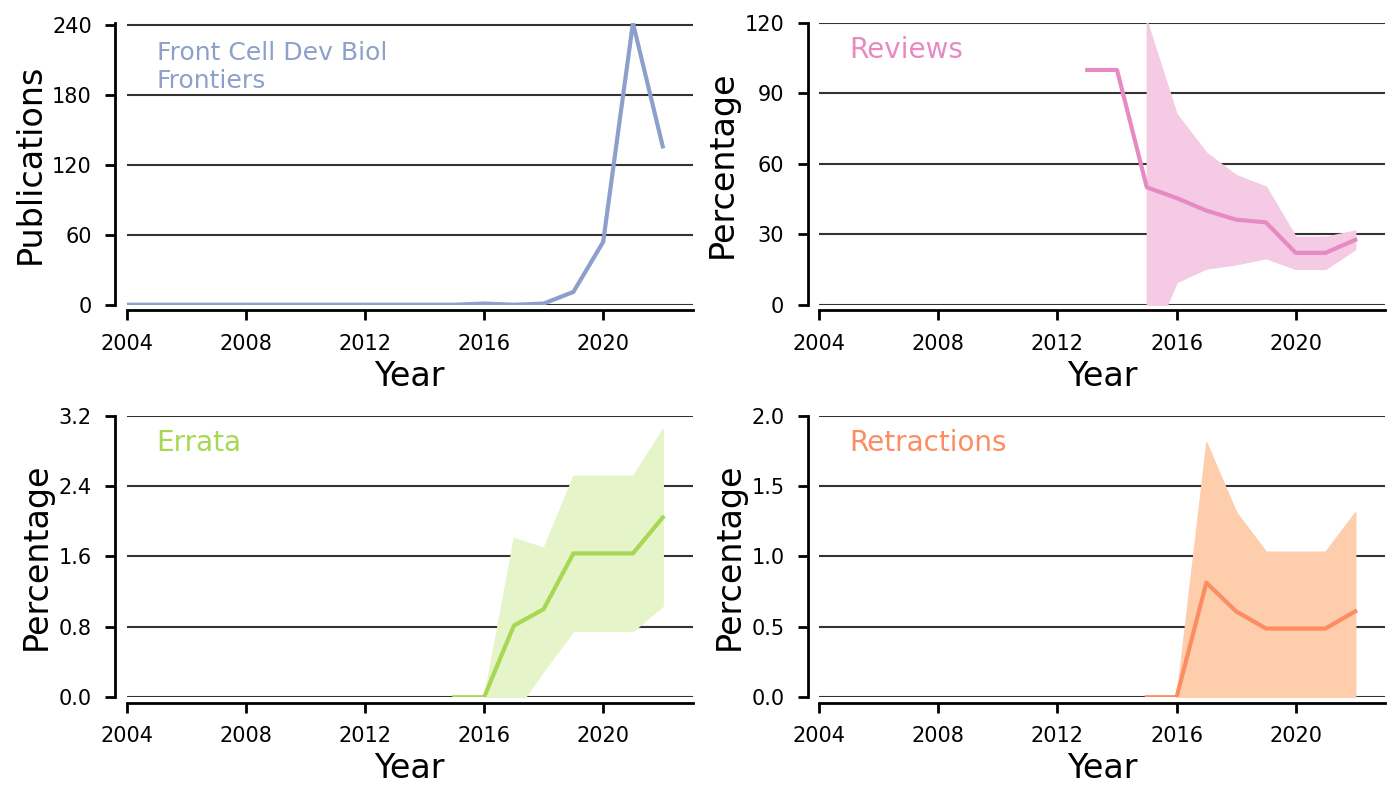 Front Cell Dev Biol
Frontiers
Publications
240
180
120
60
0
2004 2008 2012 2016 2020
Year
Reviews
Percentage
120
90
60
30
0
2004 2008 2012 2016 2020
Year
Errata
Percentage
3.2
2.4
1.6
0.8
0.0
2004 2008 2012 2016 2020
Year
Retractions
Percentage
2.0
1.5
1.0
0.5
0.0
2004 2008 2012 2016 2020
Year